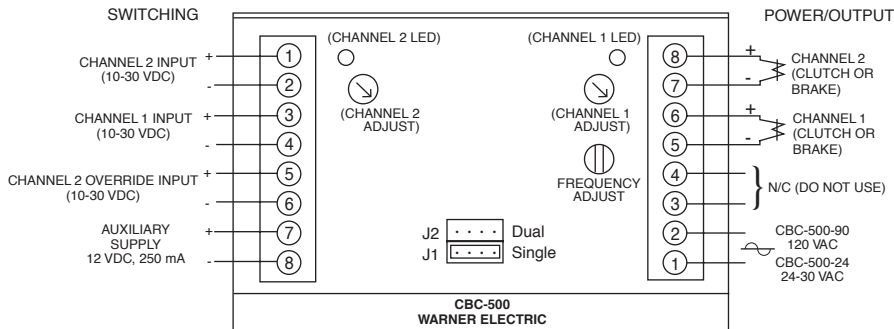 SWITCHING
POWER/OUTPUT
CHANNEL 2 INPUT
(10-30 VDC)
+
-
CHANNEL 1 INPUT
(10-30 VDC)
+
-
CHANNEL 2 OVERRIDE INPUT
(10-30 VDC)
+
-
AUXILIARY
SUPPLY
12 VDC, 250 mA
+
-
1
2
3
4
5
6
7
8
(CHANNEL 2 LED)
(CHANNEL 2
ADJUST)
(CHANNEL 1 LED)
(CHANNEL 1
ADJUST)
FREQUENCY
ADJUST
J2
Dual
J1
Single
8
7
6
5
4
3
2
1
+
-
CHANNEL 2
(CLUTCH OR
BRAKE)
+
-
CHANNEL 1
(CLUTCH OR
BRAKE)
N/C (DO NOT USE)
CBC-500-90
120 VAC
CBC-500-24
24-30 VAC
CBC-500
WARNER ELECTRIC